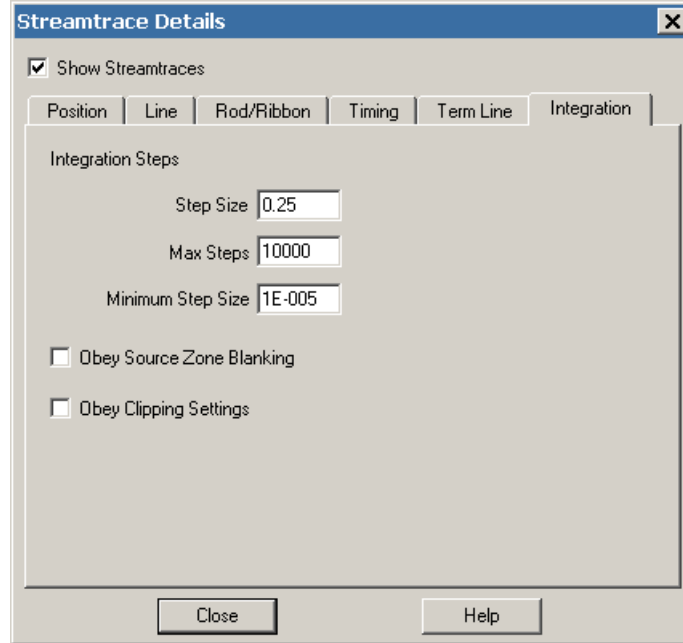 Streamtrace Details
Show Streamtraces
Position Line Rod/Ribbon Timing Term Line Integration
Integration Steps
Step Size 0.25
Max Steps 10000
Minimum Step Size 1E-005
Obey Source Zone Blanking
Obey Clipping Settings
Close Help